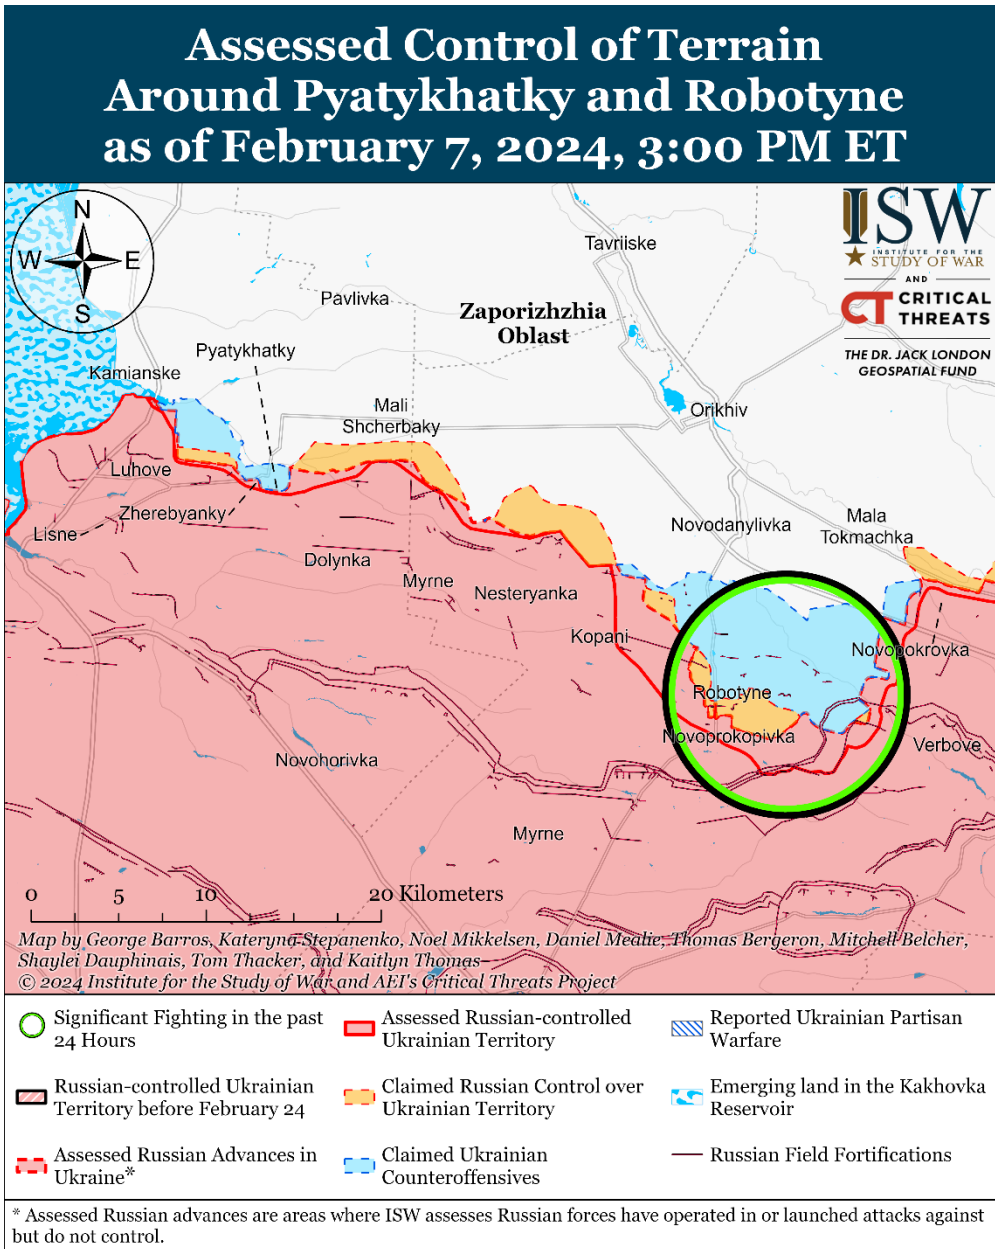 Assessed Control of Terrain
Around Pyatykhatky and Robotyne
as of February 7, 2024, 3:00 PM ET
N
W
E
S
ISW
INSTITUTE FOR THE
STUDY OF WAR
AND
CT CRITICAL
THREATS
THE DR. JACK LONDON
GEOSPATIAL FUND
Tavriiske
Pavlivka
Zaporizhzhia
Oblast
Pyatykhatky
Kamianske
Mali
Shcherbaky
Orikhiv
Luhove
Zherebyanky
Lisne
Novodanylivka
Mala
Tokmachka
Dolynka
Myrne
Nesteryanka
Kopani
Novopokrovka
Robotyne
Novoprokopivka
Verbove
Novohorivka
Myrne
0 5 10 20 Kilometers
Map by George Barros, Kateryna Stepanenko, Noel Mikkelsen, Daniel Mealie, Thomas Bergeron, Mitchell Belcher,
Shaylei Dauphinais, Tom Thacker, and Kaitlyn Thomas
© 2024 Institute for the Study of War and AEI's Critical Threats Project
Significant Fighting in the past
24 Hours
Assessed Russian-controlled
Ukrainian Territory
Reported Ukrainian Partisan
Warfare
Russian-controlled Ukrainian
Territory before February 24
Claimed Russian Control over
Ukrainian Territory
Emerging land in the Kakhovka
Reservoir
Assessed Russian Advances in
Ukraine*
Claimed Ukrainian
Counteroffensives
Russian Field Fortifications
* Assessed Russian advances are areas where ISW assesses Russian forces have operated in or launched attacks against
but do not control.